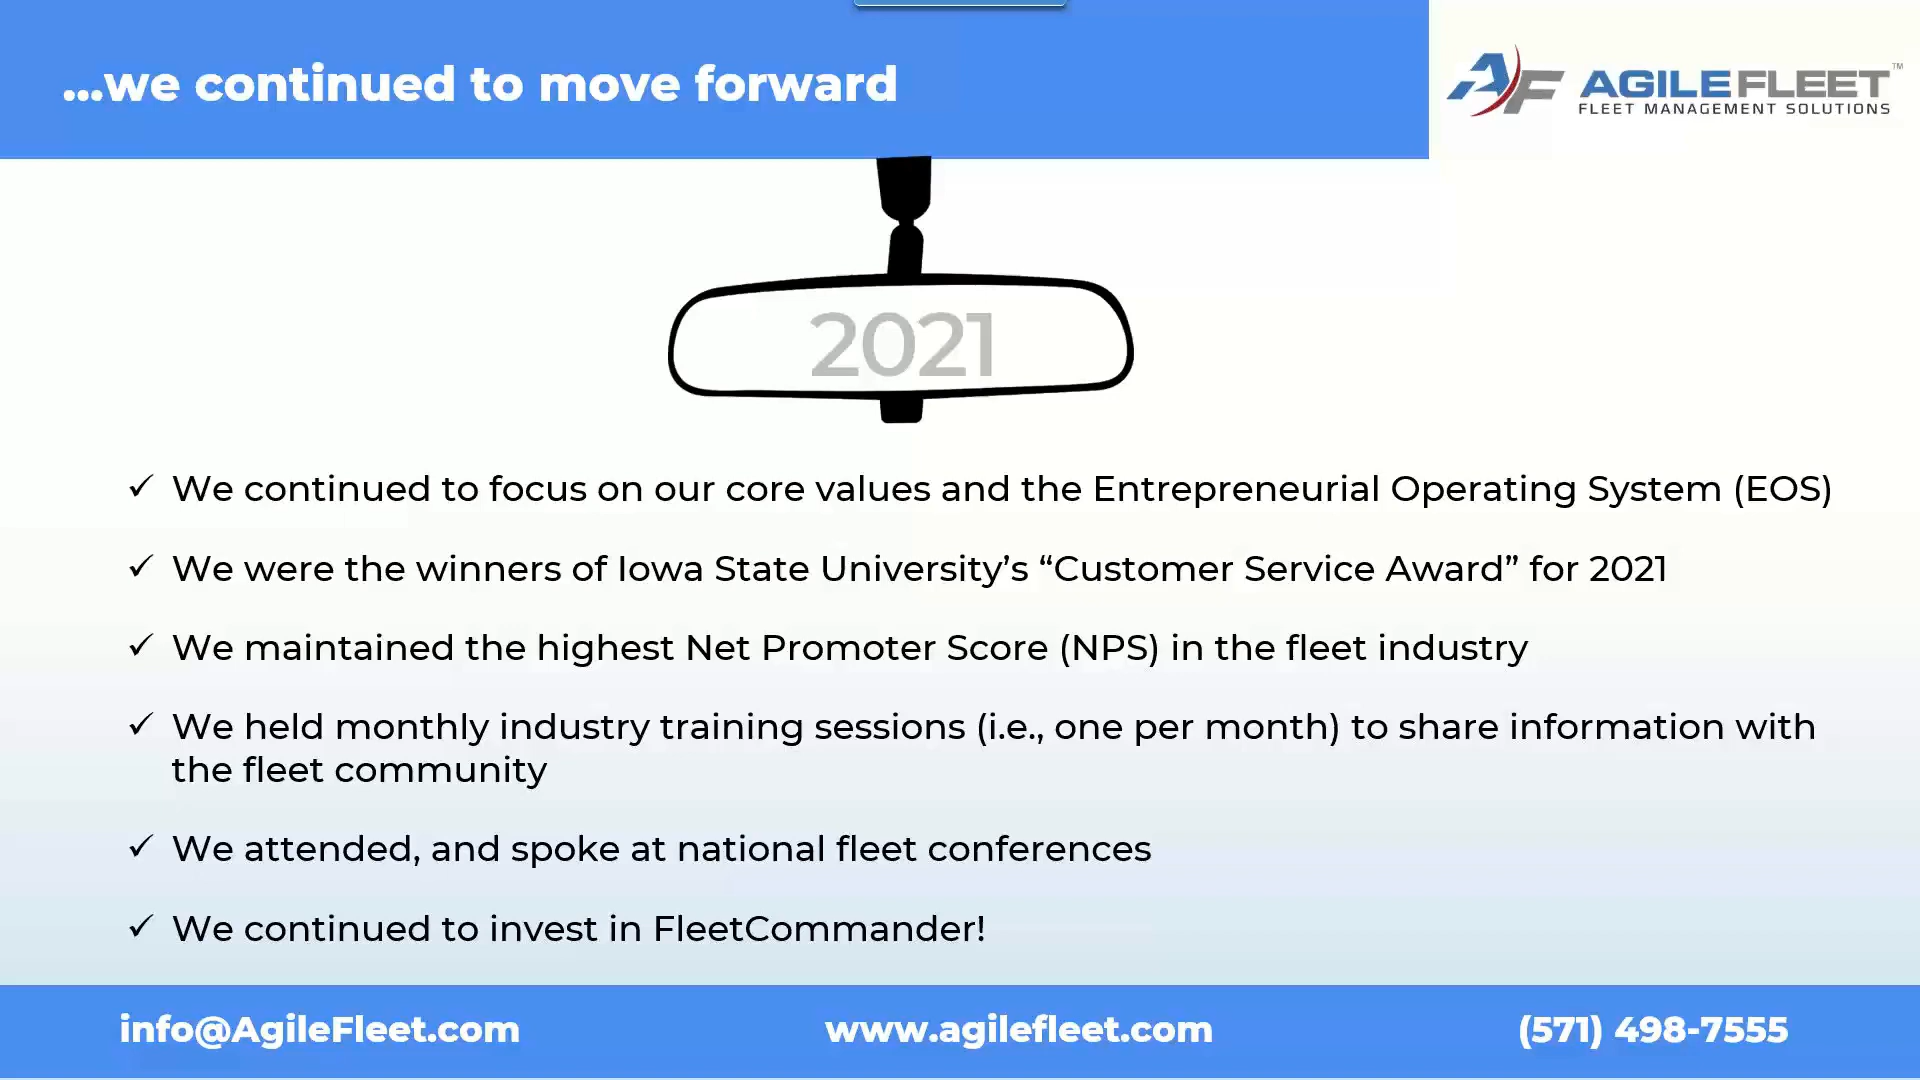 ...we continued to move forward
AGILEFLEET™
FLEET MANAGEMENT SOLUTIONS
2021
✓ We continued to focus on our core values and the Entrepreneurial Operating System (EOS)
✓ We were the winners of Iowa State University’s “Customer Service Award” for 2021
✓ We maintained the highest Net Promoter Score (NPS) in the fleet industry
✓ We held monthly industry training sessions (i.e., one per month) to share information with
the fleet community
✓ We attended, and spoke at national fleet conferences
✓ We continued to invest in FleetCommander!
info@AgileFleet.com
www.agilefleet.com
(571) 498-7555